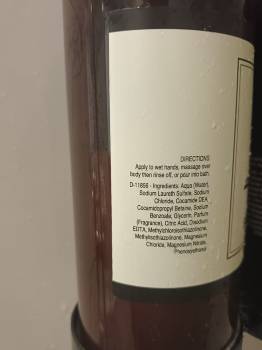 DIRECTIONS
Apply to wet hands, massage over
body then rinse off, or pour into bath.
D-11856 - Ingredients: Aqua (Water),
Sodium Laureth Sulfate, Sodium
Chloride, Cocamide DEA,
Cocamidopropyl Betaine, Sodium
Benzoate, Glycerin, Parfum
(Fragrance), Citric Acid, Disodium
EDTA, Methylchloroisothiazolinone,
Methylisothiazolinone, Magnesium
Chloride, Magnesium Nitrate,
Phenoxyethanol